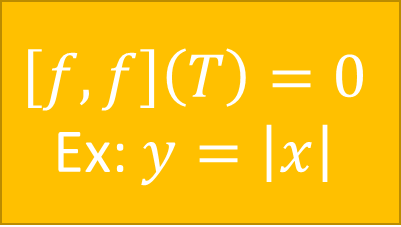 [f, f](T) = 0
Ex: y = |x|